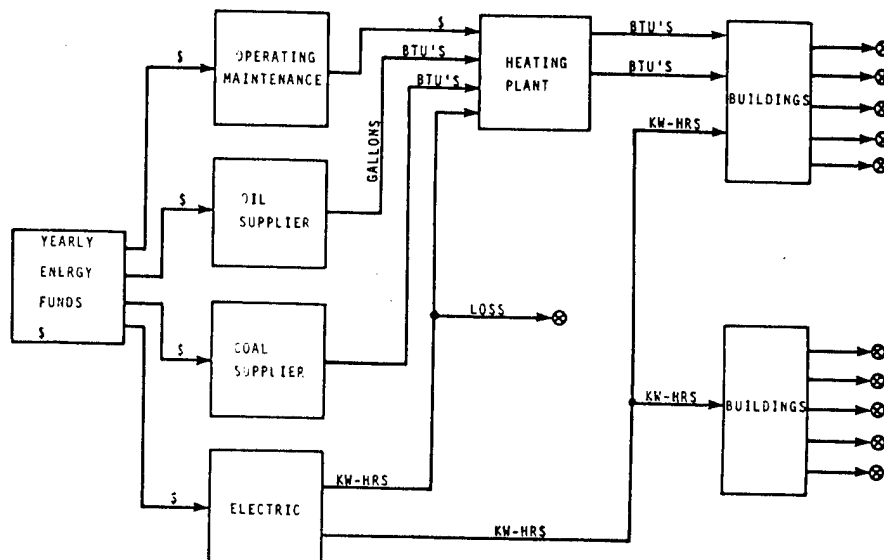 $
OPERATING
MAINTENANCE
$
BTU'S
BTU'S
GALLONS
HEATING
PLANT
BTU'S
BTU'S
KW-HRS
BUILDINGS
$
OIL
SUPPLIER
YEARLY
ENERGY
FUNDS
$
$
COAL
SUPPLIER
LOSS
KW-HRS
BUILDINGS
$
ELECTRIC
KW-HRS
KW-HRS